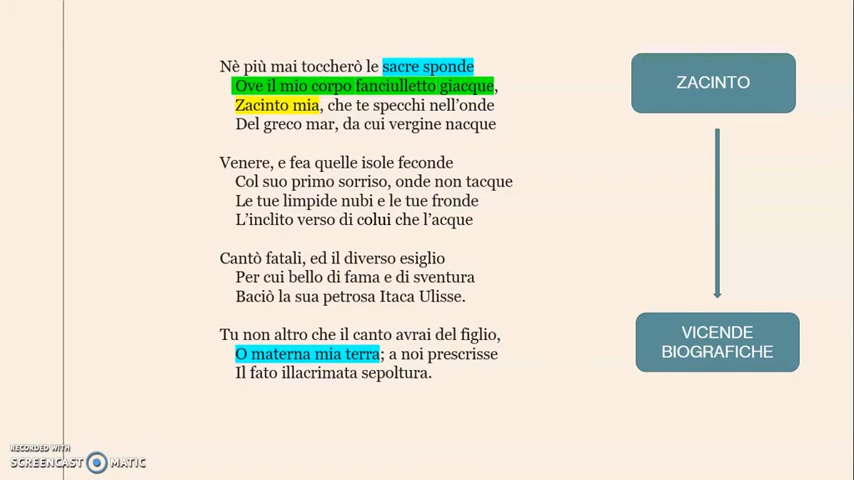 Nè più mai toccherò le sacre sponde
Ove il mio corpo fanciulletto giacque,
Zacinto mia, che te specchi nell'onde
Del greco mar, da cui vergine nacque
Venere, e fea quelle isole feconde
Col suo primo sorriso, onde non tacque
Le tue limpide nubi e le tue fronde
L'inclito verso di colui che l'acque
Cantò fatali, ed il diverso esiglio
Per cui bello di fama e di sventura
Baciò la sua petrosa Itaca Ulisse.
Tu non altro che il canto avrai del figlio,
O materna mia terra; a noi prescrisse
Il fato illacrimata sepoltura.
ZACINTO
VICENDE
BIOGRAFICHE
RECORDED WITH
SCREENCAST MATIC